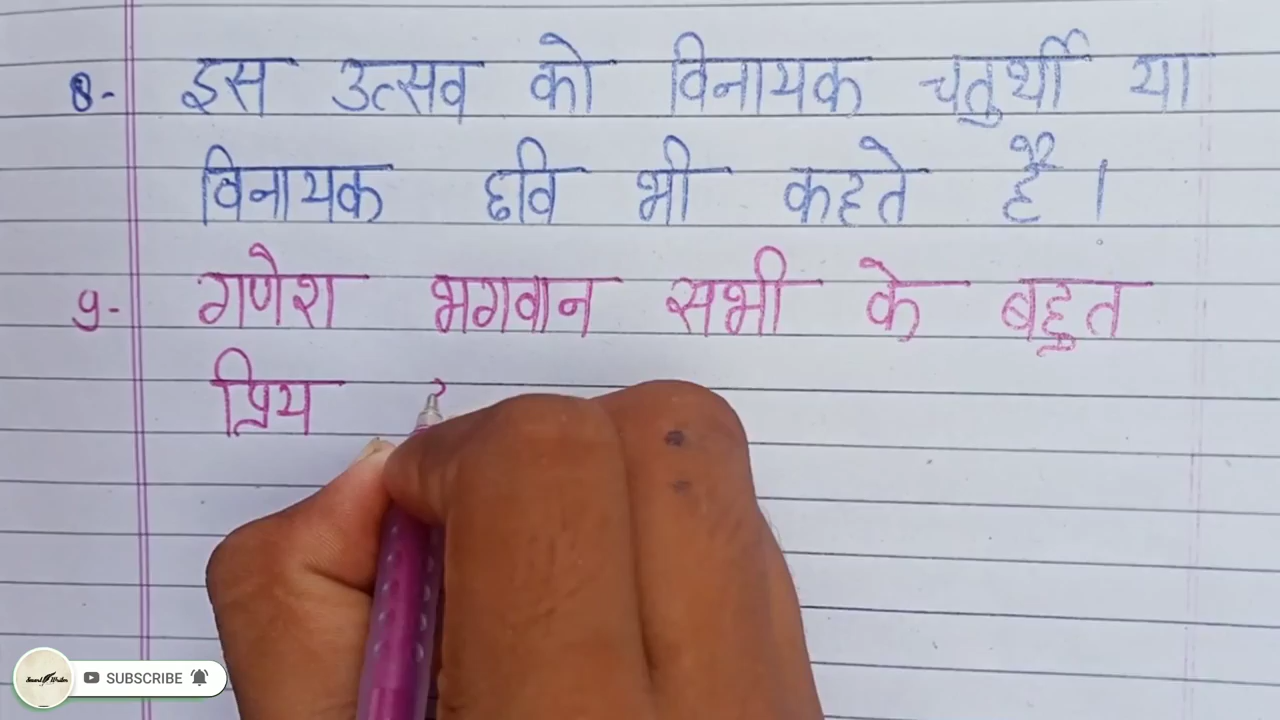 8- इस उत्सव को विनायक चतुर्थी या
विनायक छवि भी कहते है ।
9- गणेश भगवान सभी के बहुत
प्रिय
SUBSCRIBE